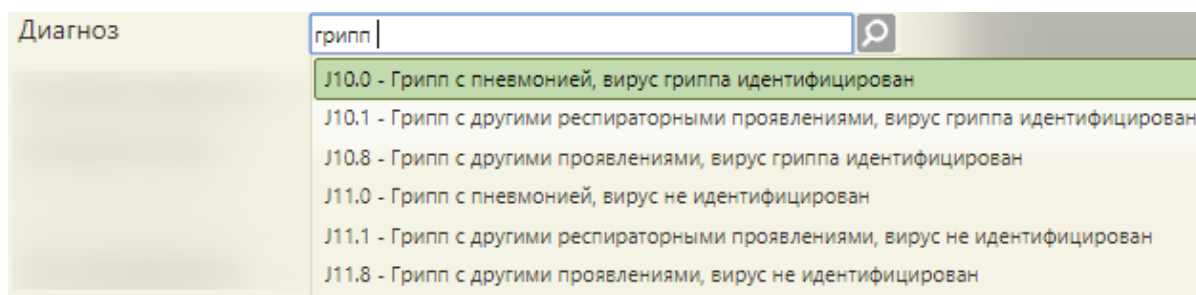 Диагноз
грипп
J10.0 - Грипп с пневмонией, вирус гриппа идентифицирован
J10.1 - Грипп с другими респираторными проявлениями, вирус гриппа идентифицирован
J10.8 - Грипп с другими проявлениями, вирус гриппа идентифицирован
J11.0 - Грипп с пневмонией, вирус не идентифицирован
J11.1 - Грипп с другими респираторными проявлениями, вирус не идентифицирован
J11.8 - Грипп с другими проявлениями, вирус не идентифицирован